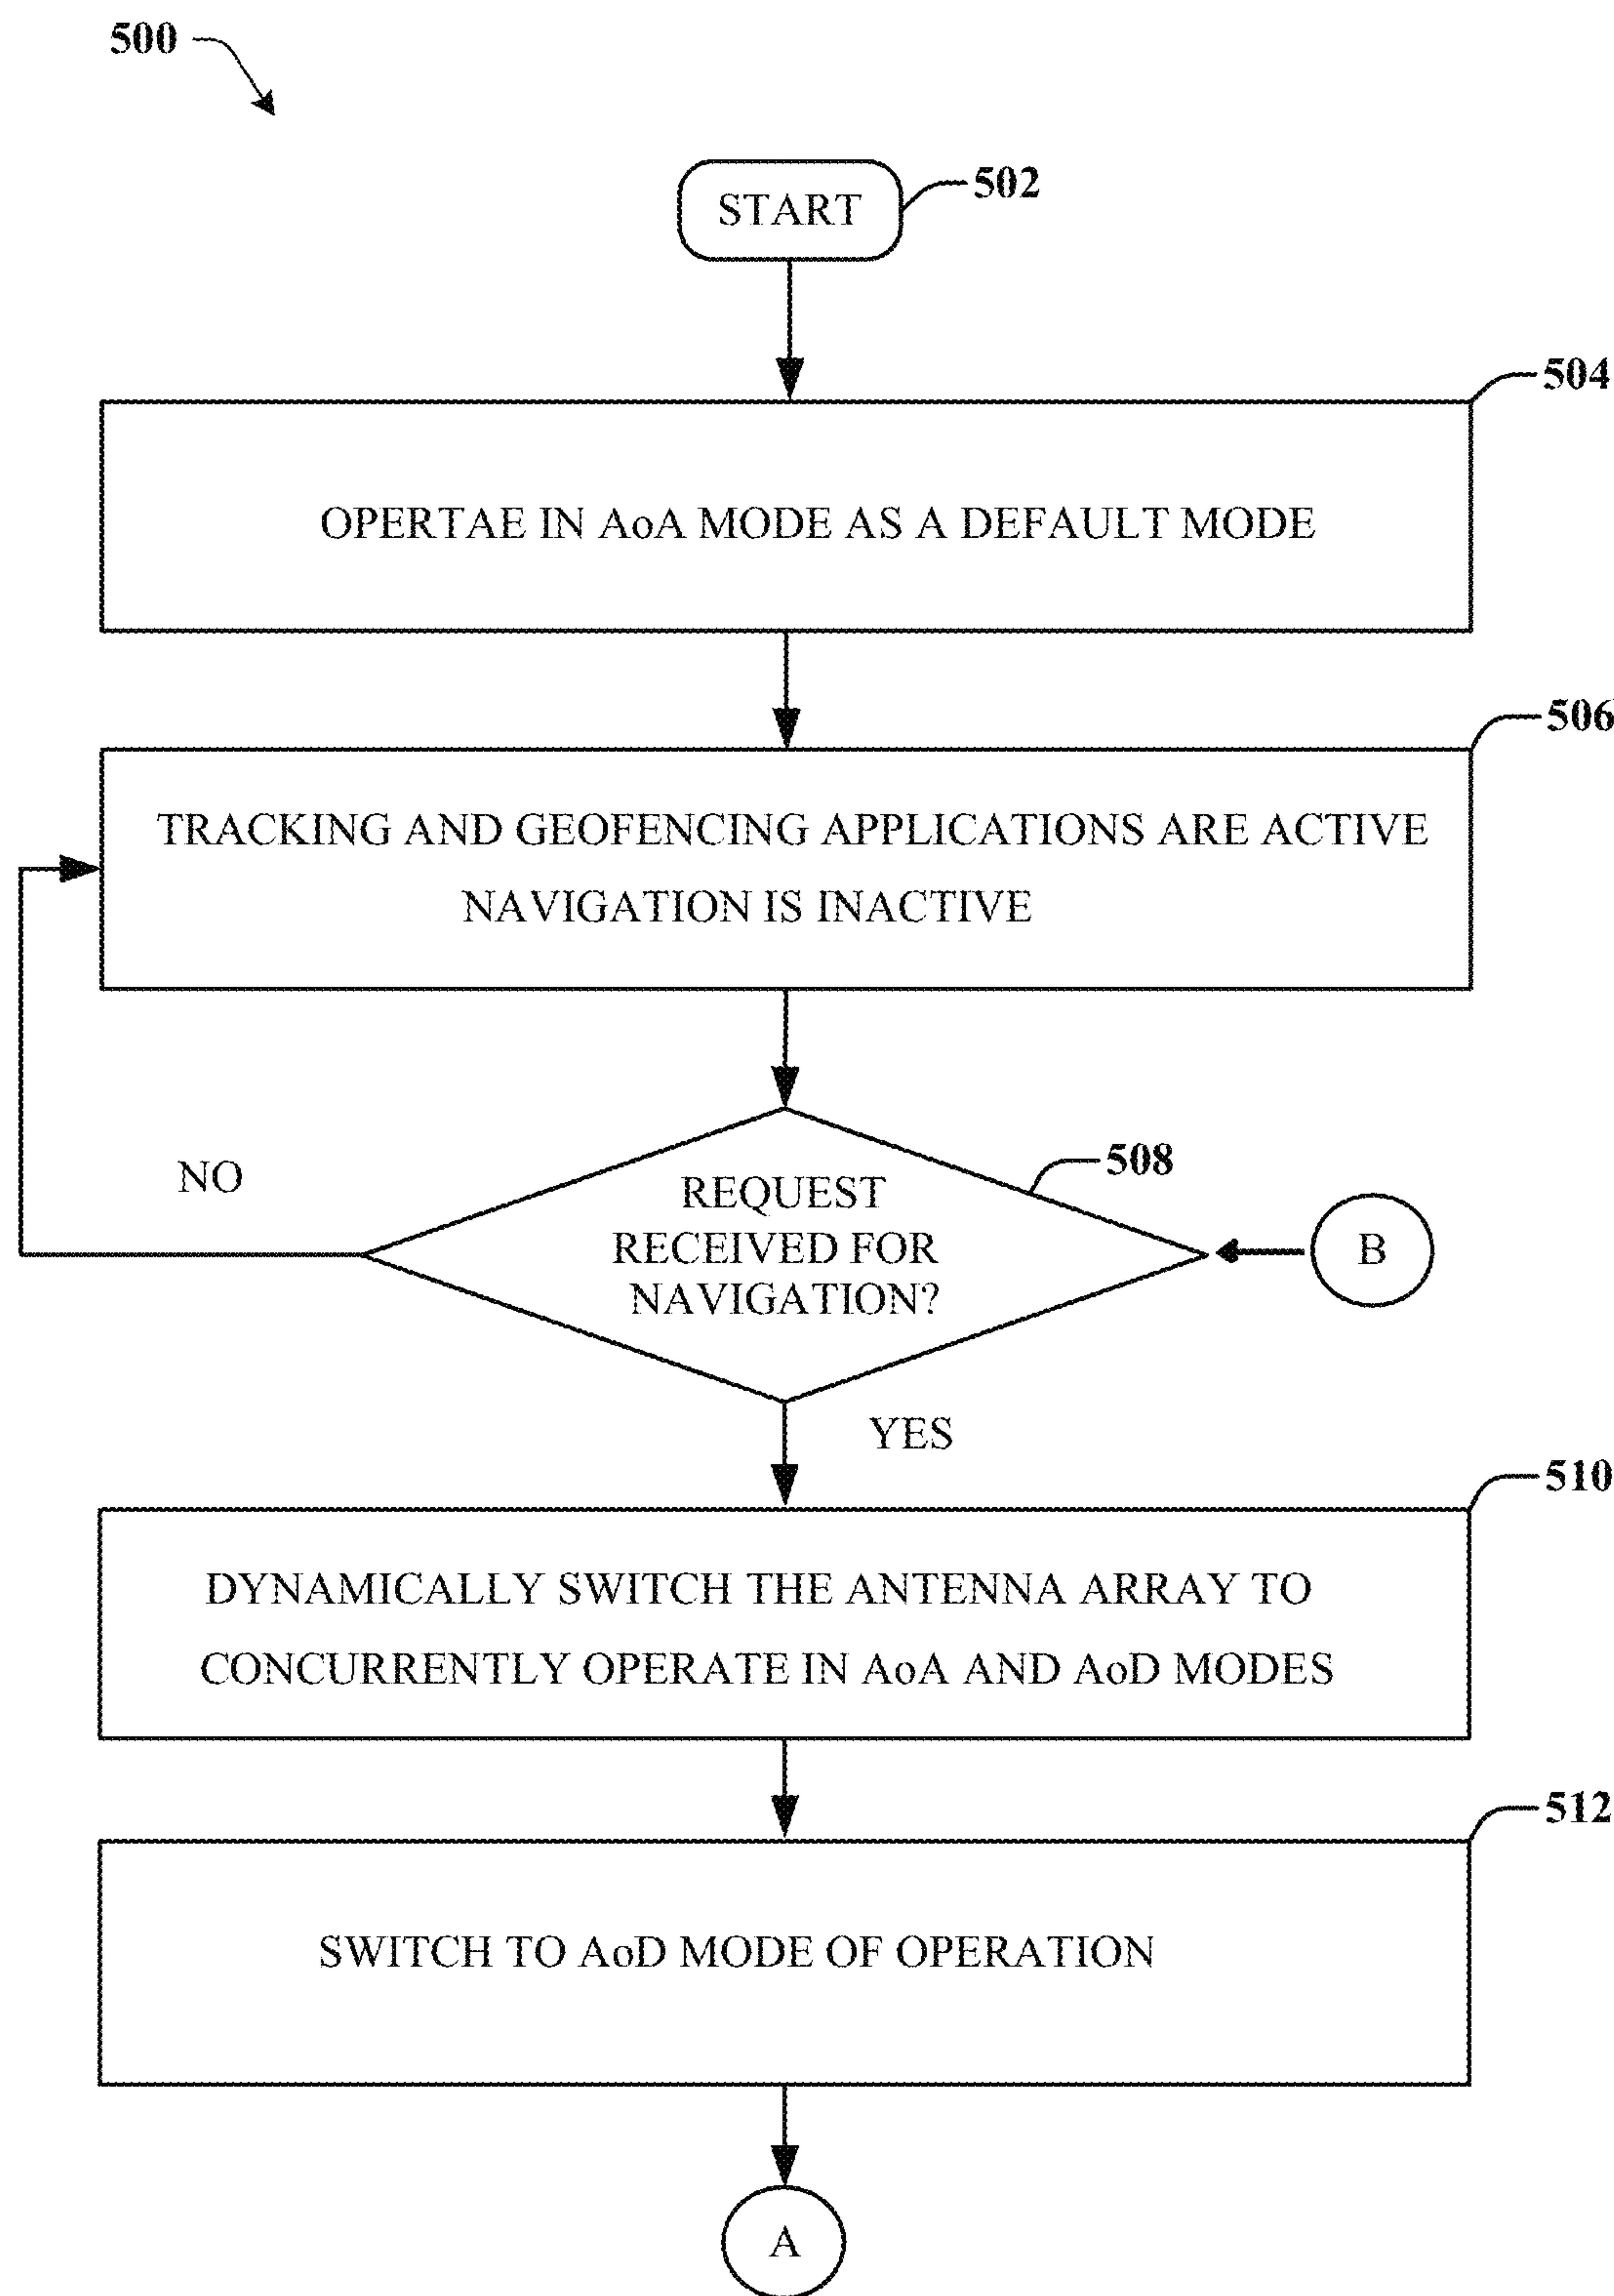 500
START
502
504
OPERTAE IN AoA MODE AS A DEFAULT MODE
506
TRACKING AND GEOFENCING APPLICATIONS ARE ACTIVE
NAVIGATION IS INACTIVE
NO
508
REQUEST
RECEIVED FOR
NAVIGATION?
B
YES
510
DYNAMICALLY SWITCH THE ANTENNA ARRAY TO
CONCURRENTLY OPERATE IN AoA AND AoD MODES
512
SWITCH TO AoD MODE OF OPERATION
A